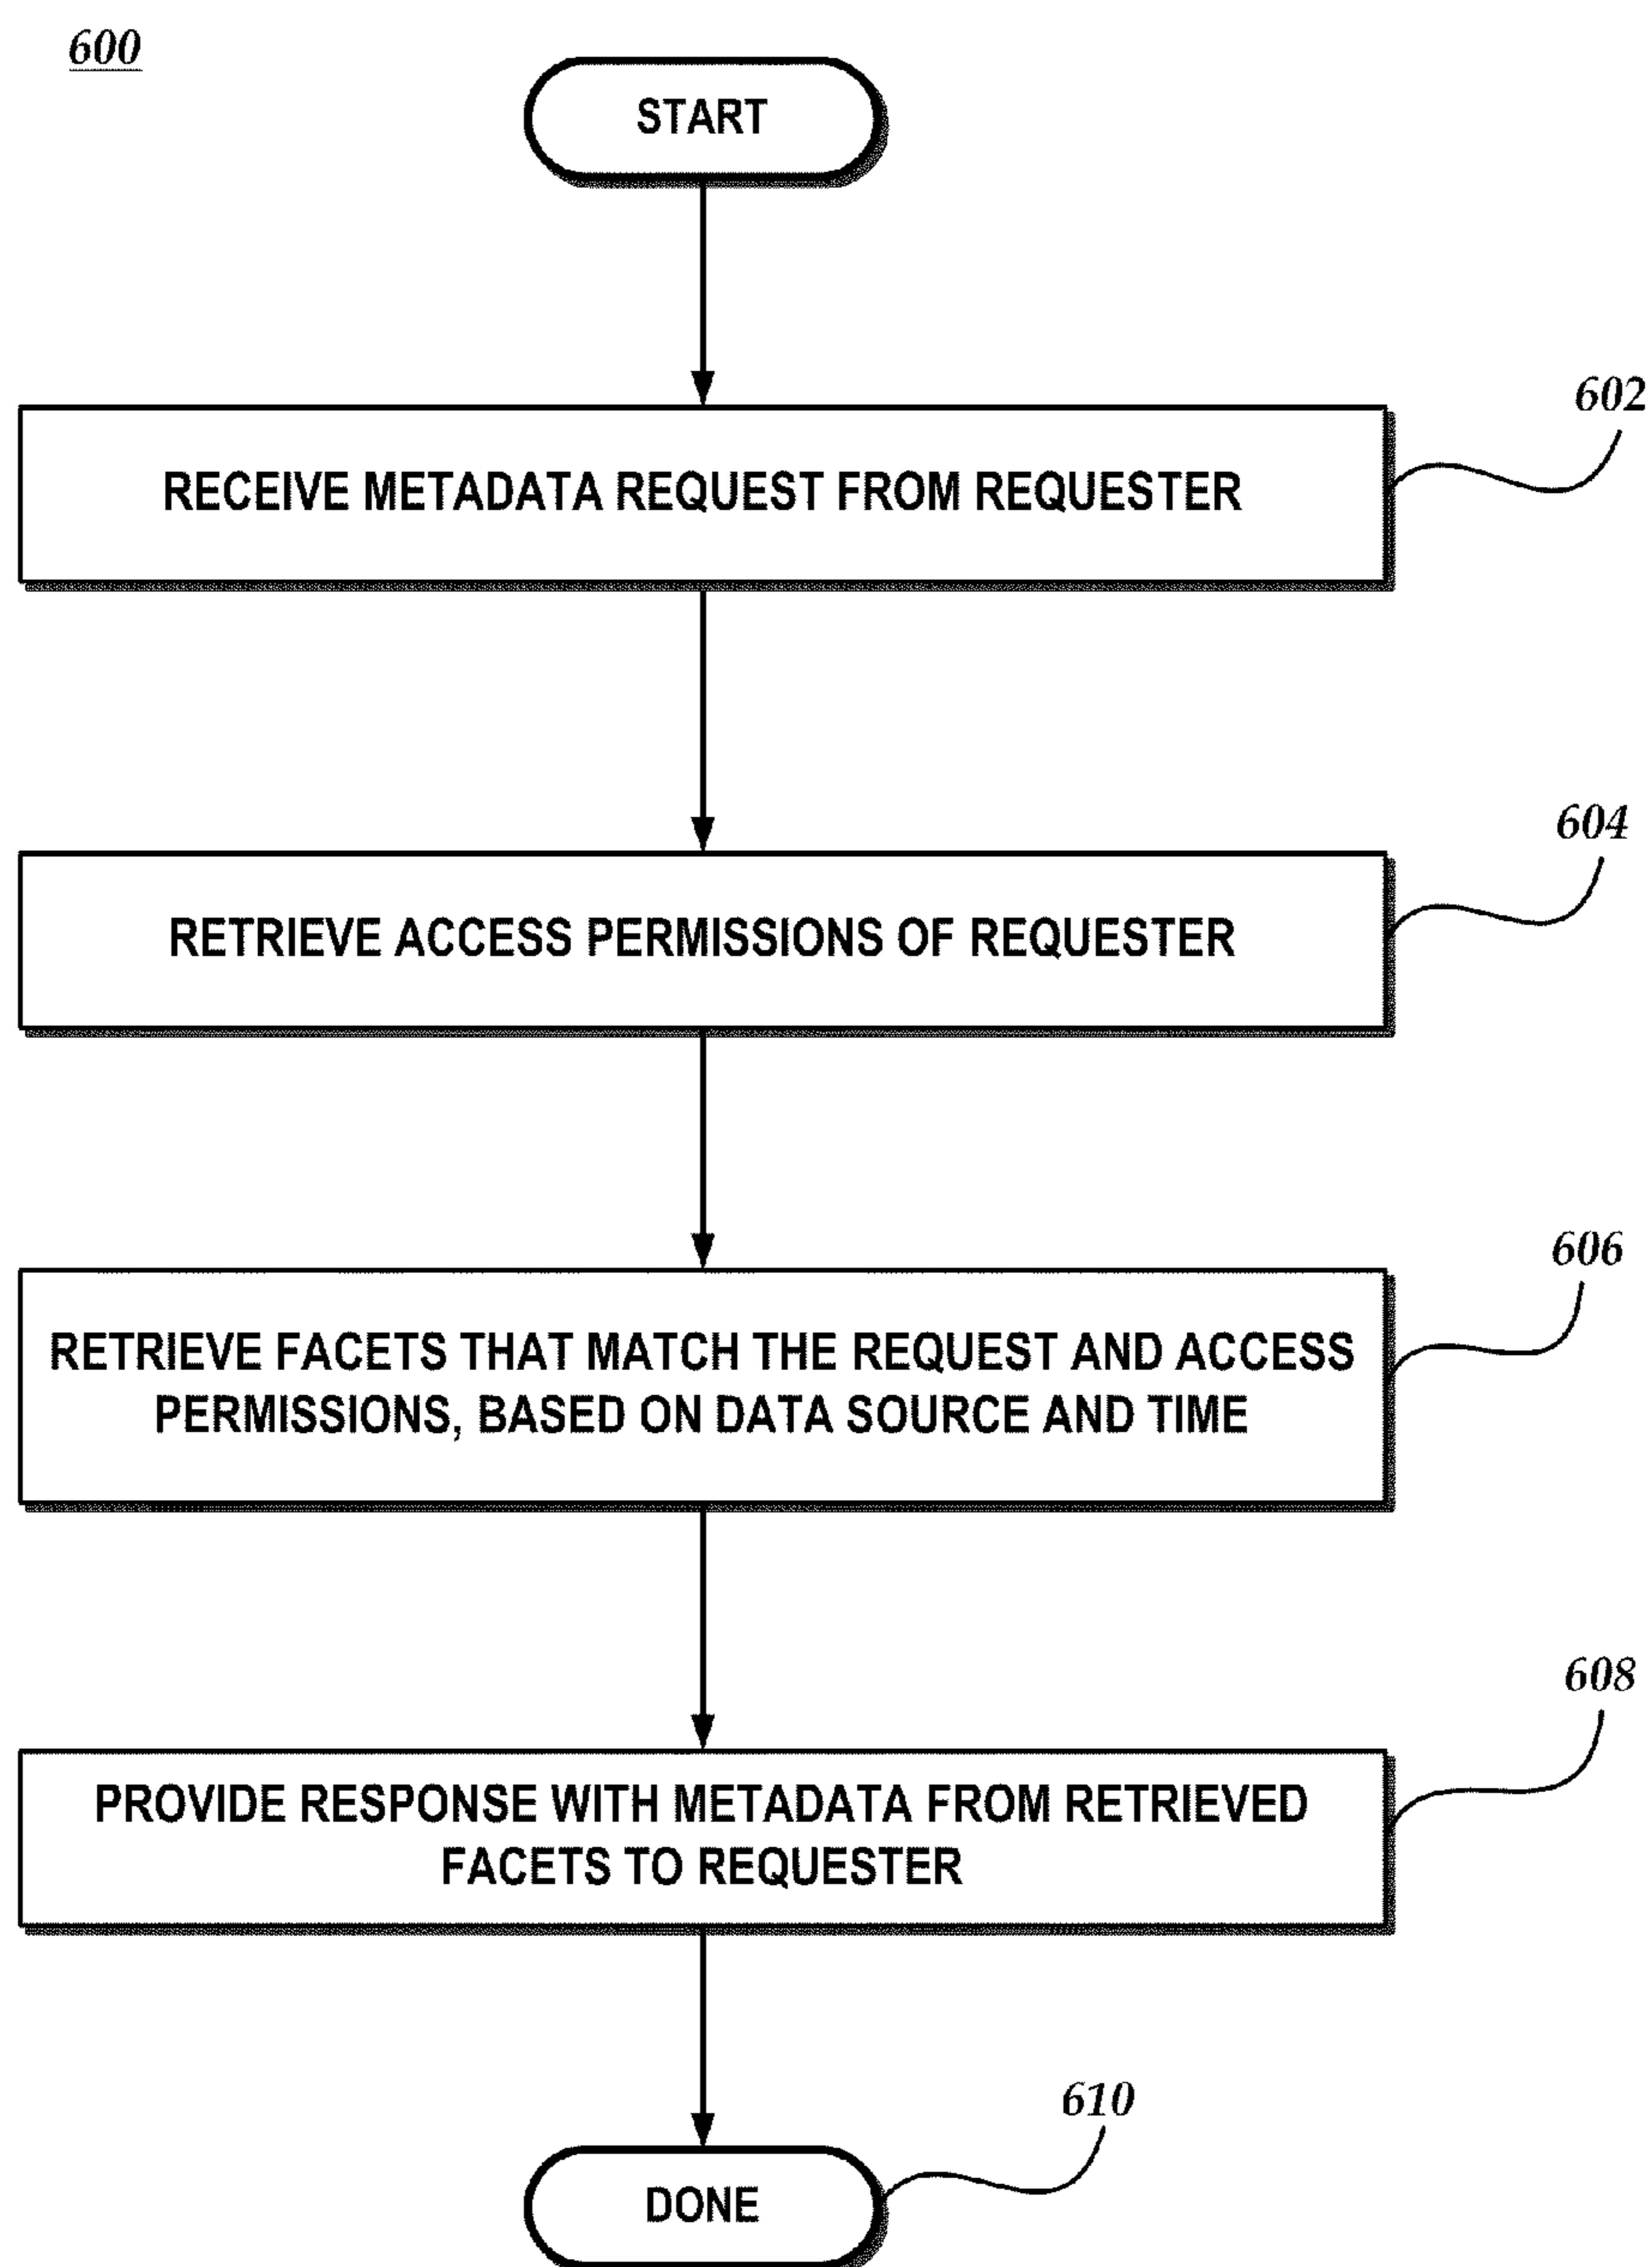 600
START
602
RECEIVE METADATA REQUEST FROM REQUESTER
604
RETRIEVE ACCESS PERMISSIONS OF REQUESTER
606
RETRIEVE FACETS THAT MATCH THE REQUEST AND ACCESS
PERMISSIONS, BASED ON DATA SOURCE AND TIME
608
PROVIDE RESPONSE WITH METADATA FROM RETRIEVED
FACETS TO REQUESTER
610
DONE